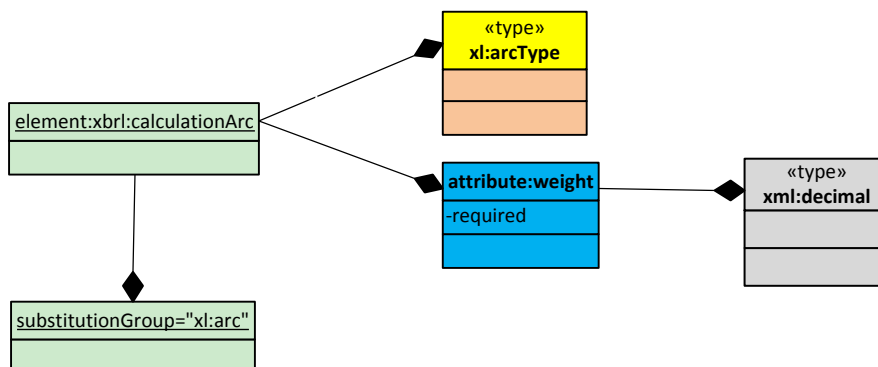 «type»
xl:arcType
element:xbrl:calculationArc
attribute:weight
-required
«type»
xml:decimal
substitutionGroup="xl:arc"